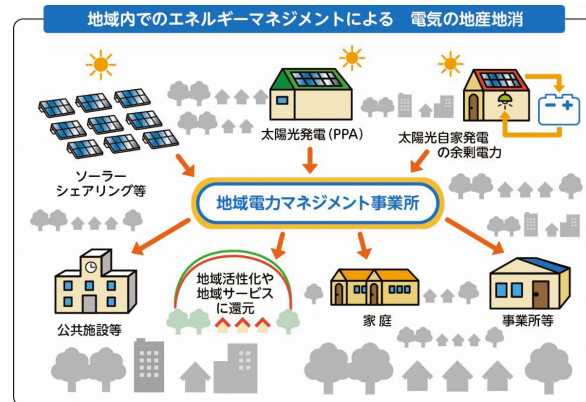 地域内でのエネルギーマネジメントによる 電気の地産地消
ソーラー
シェアリング等
太陽光発電(PPA)
太陽光自家発電
の余剰電力
地域電力マネジメント事業所
公共施設等
地域活性化や
地域サービス
に還元
家庭
事業所等